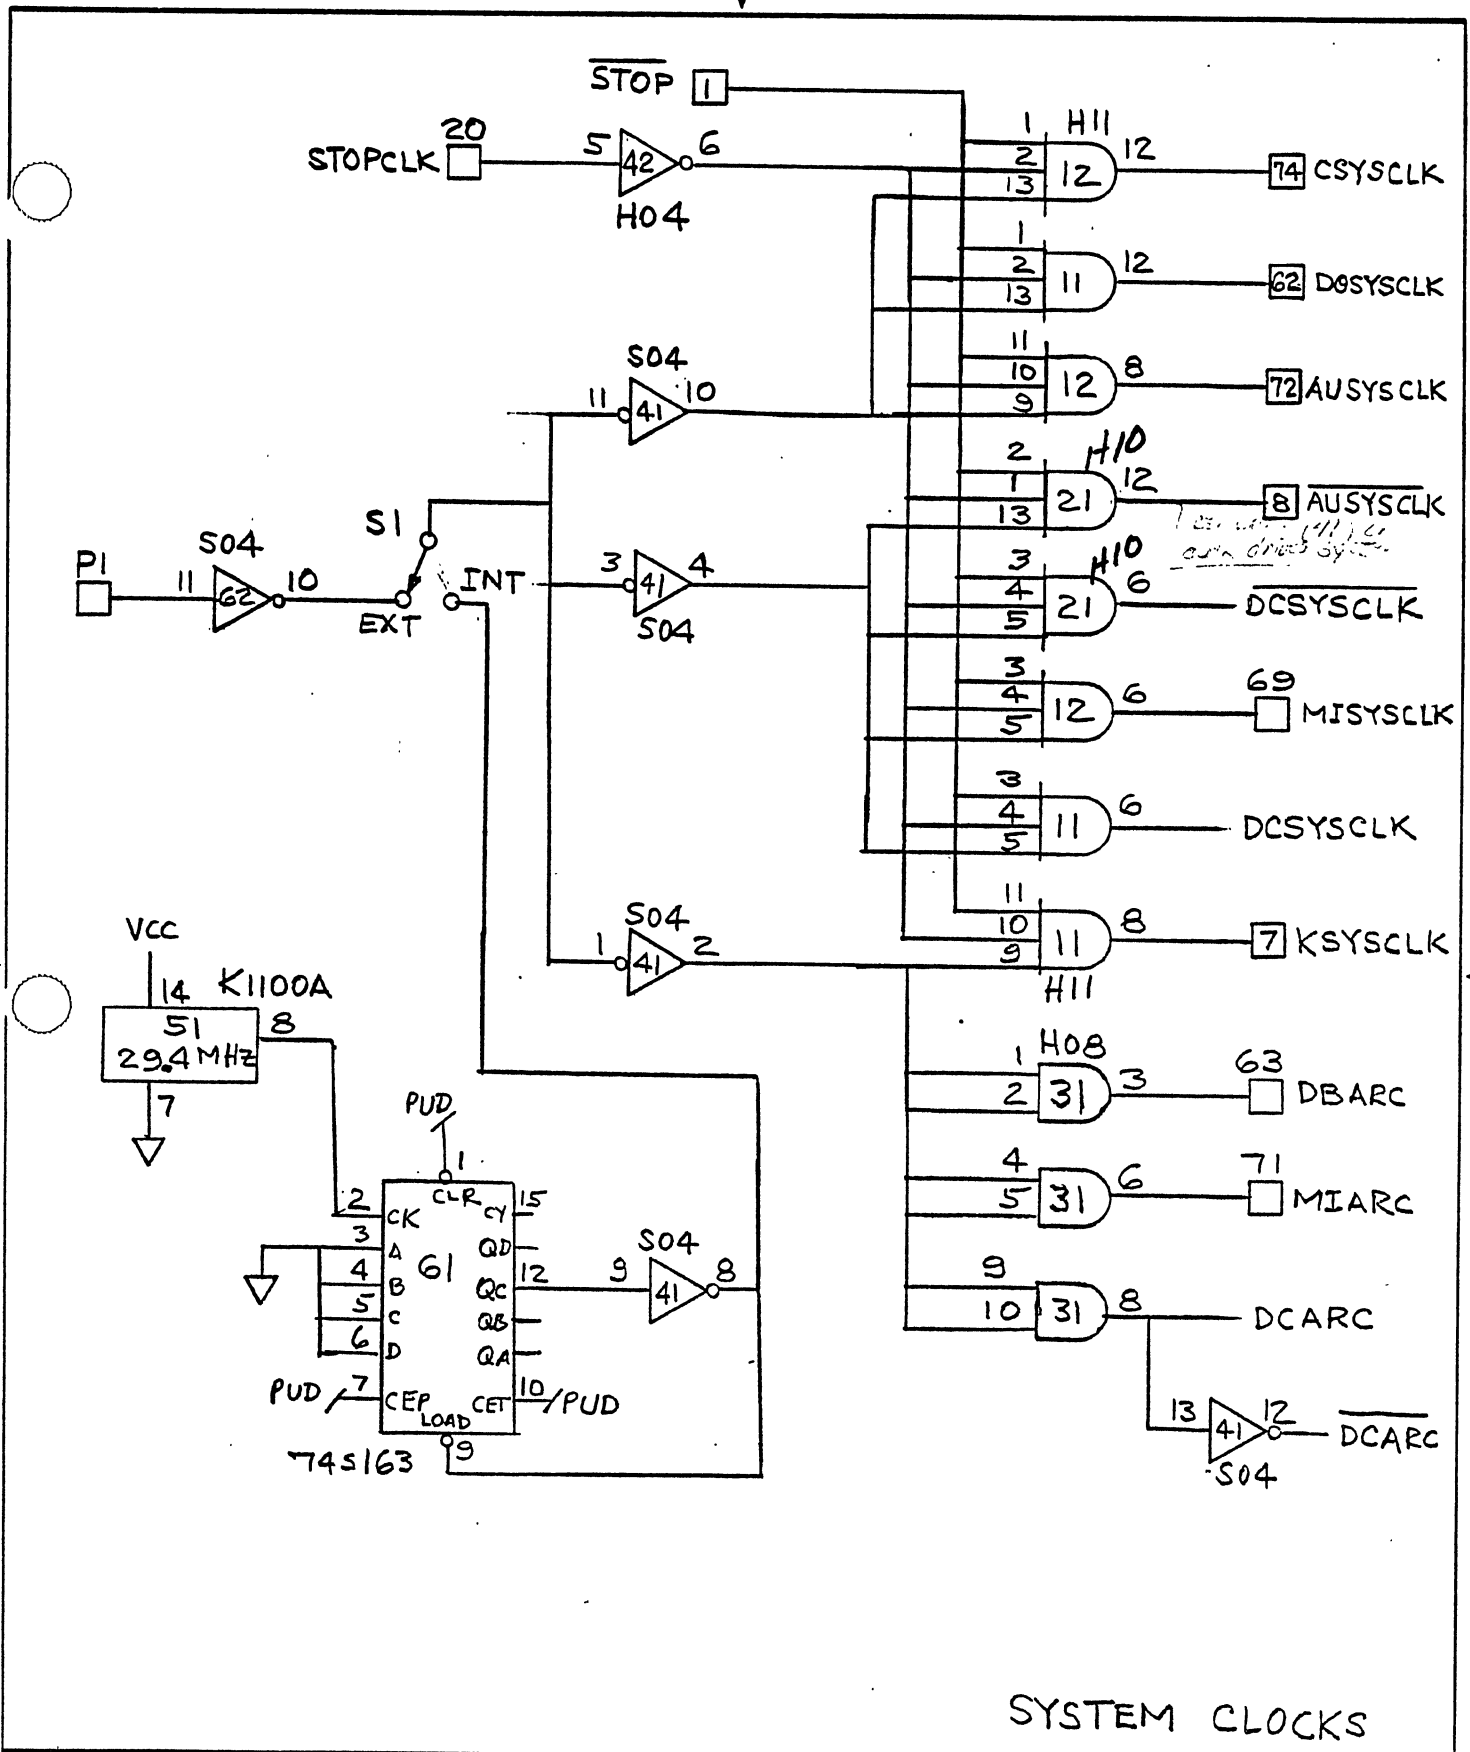 STOP 1
20
STOPCLK 5 42 6
H04
1 H11
2 12 12 74 CSYSCLK
13
1
2 11 12 62 D0SYSCLK
13
S04
11 41 10
11
10 12 8 72 AUSYSCLK
9
2 H10
1 21 12 8 AUSYSCLK
13
S1
S04
P1 11 62 10 EXT INT
3 41 4
S04
3 H10
4 21 6 DCSYSCLK
5
3
4 12 6 69 MISYSCLK
5
3
4 11 6 DCSYSCLK
5
S04
1 41 2
11
10 11 8 7 KSYSCLK
9
H11
VCC
14 K1100A
51 8
29.4MHz
7
H08
1
2 31 3 63 DBARC
4
5 31 6 71 MIARC
9
10 31 8 DCARC
13 41 12 DCARC
S04
PUD
1
CLR
2 CK CY 15
3 A QD
61
4 B QC 12
5 C QB
6 D QA
PUD 7 CEP CET 10 PUD
LOAD
9
74S163
S04
9 41 8
SYSTEM CLOCKS